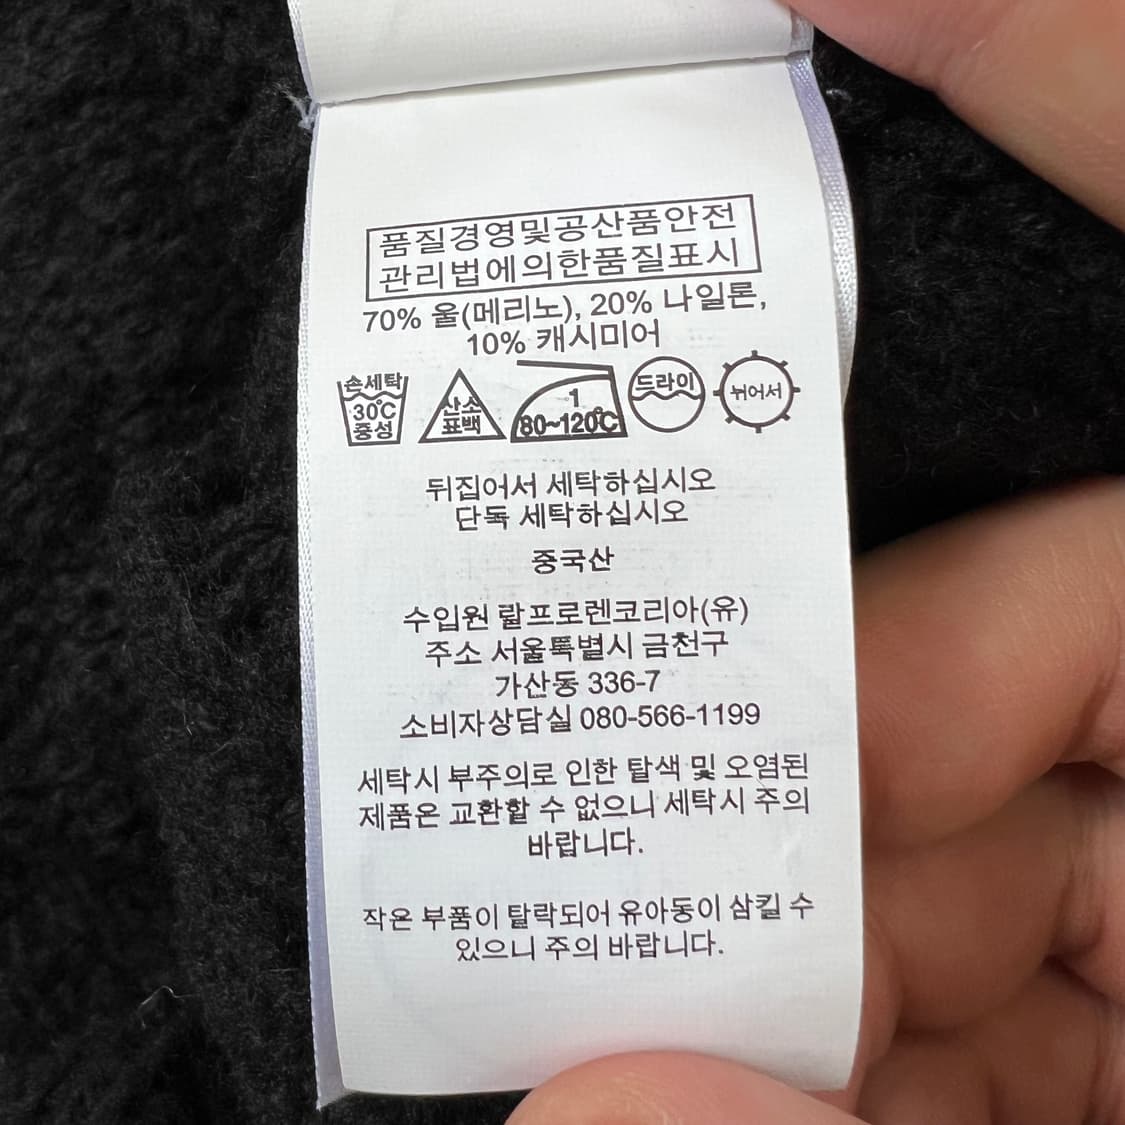 품질경영및공산품안전
관리법에의한품질표시
70% 울(메리노), 20% 나일론,
10% 캐시미어
손세탁
30℃
중성
산소
표백
1
80~120℃
드라이
뉘어서
뒤집어서 세탁하십시오
단독 세탁하십시오
중국산
수입원 랄프로렌코리아(유)
주소 서울특별시 금천구
가산동 336-7
소비자상담실 080-566-1199
세탁시 부주의로 인한 탈색 및 오염된
제품은 교환할 수 없으니 세탁시 주의
바랍니다.
작은 부품이 탈락되어 유아동이 삼킬 수
있으니 주의 바랍니다.